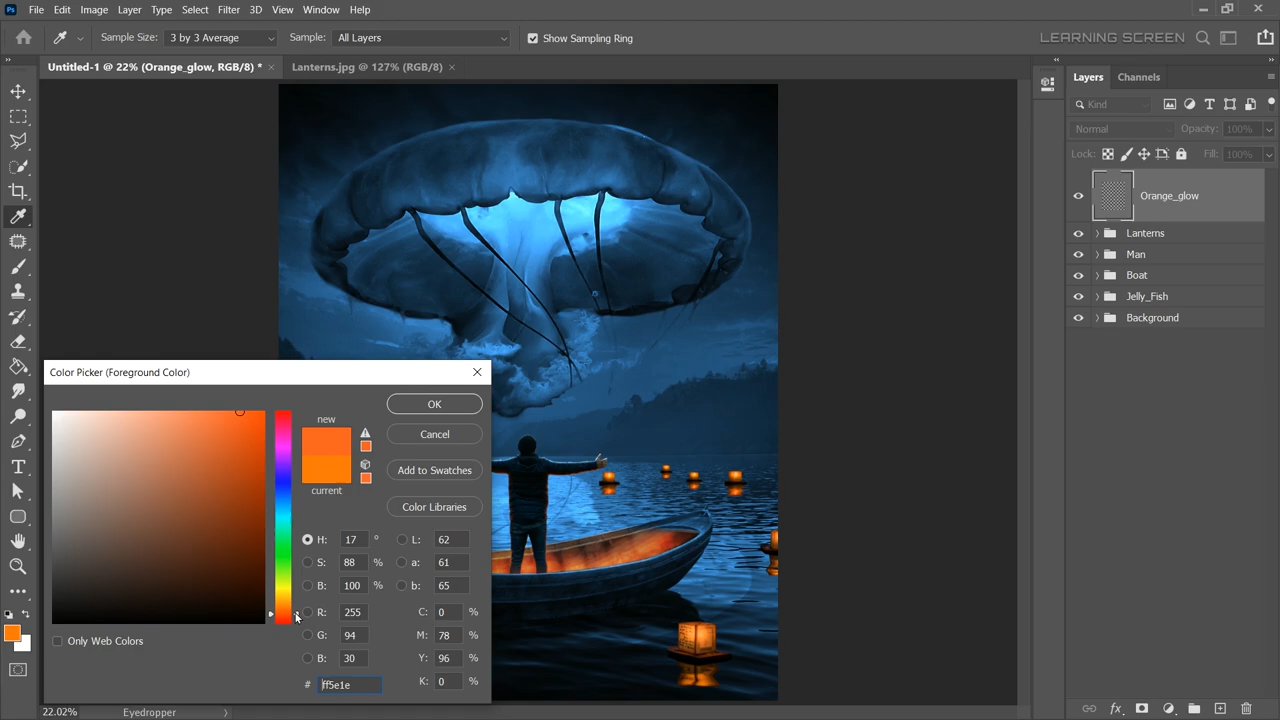 Ps File Edit Image Layer Type Select Filter 3D View Window Help
Sample Size: 3 by 3 Average Sample: All Layers Show Sampling Ring LEARNING SCREEN
Untitled-1 @ 22% (Orange_glow, RGB/8) * × Lanterns.jpg @ 127% (RGB/8) ×
Layers Channels
Kind
Normal Opacity: 100%
Lock: Fill: 100%
Orange_glow
Lanterns
Man
Boat
Jelly_Fish
Background
Color Picker (Foreground Color)
new
current
OK
Cancel
Add to Swatches
Color Libraries
H: 17 ° L: 62
S: 88 % a: 61
B: 100 % b: 65
R: 255 C: 0 %
G: 94 M: 78 %
B: 30 Y: 96 %
# ff5e1e K: 0 %
Only Web Colors
22.02% Eyedropper